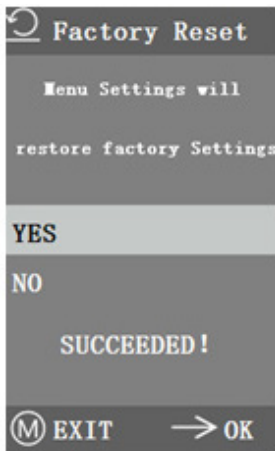 Factory Reset
Menu Settings will
restore factory Settings
YES
NO
SUCCEEDED!
M EXIT → OK